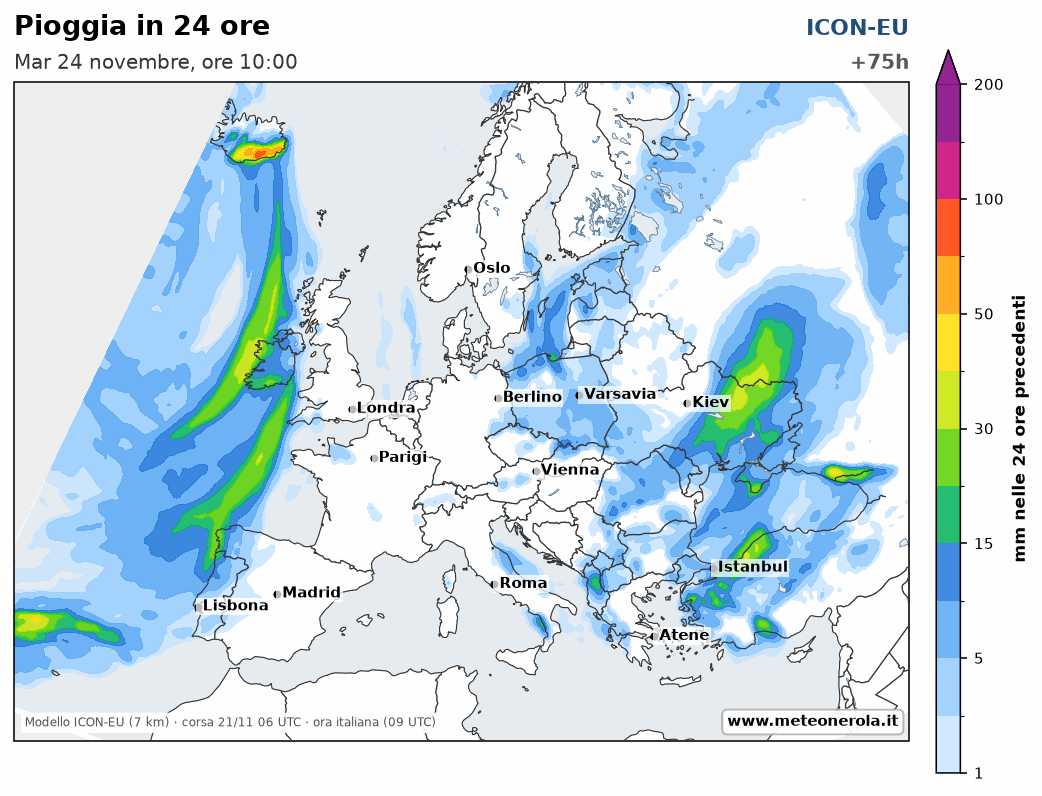 Pioggia in 24 ore
ICON-EU
Mar 24 novembre, ore 10:00
+75h
200
100
50
30
15
5
1
mm nelle 24 ore precedenti
Oslo
Berlino
Varsavia
Kiev
Londra
Parigi
Vienna
Istanbul
Roma
Madrid
Lisbona
Atene
Modello ICON-EU (7 km) · corsa 21/11 06 UTC · ora italiana (09 UTC)
www.meteonerola.it